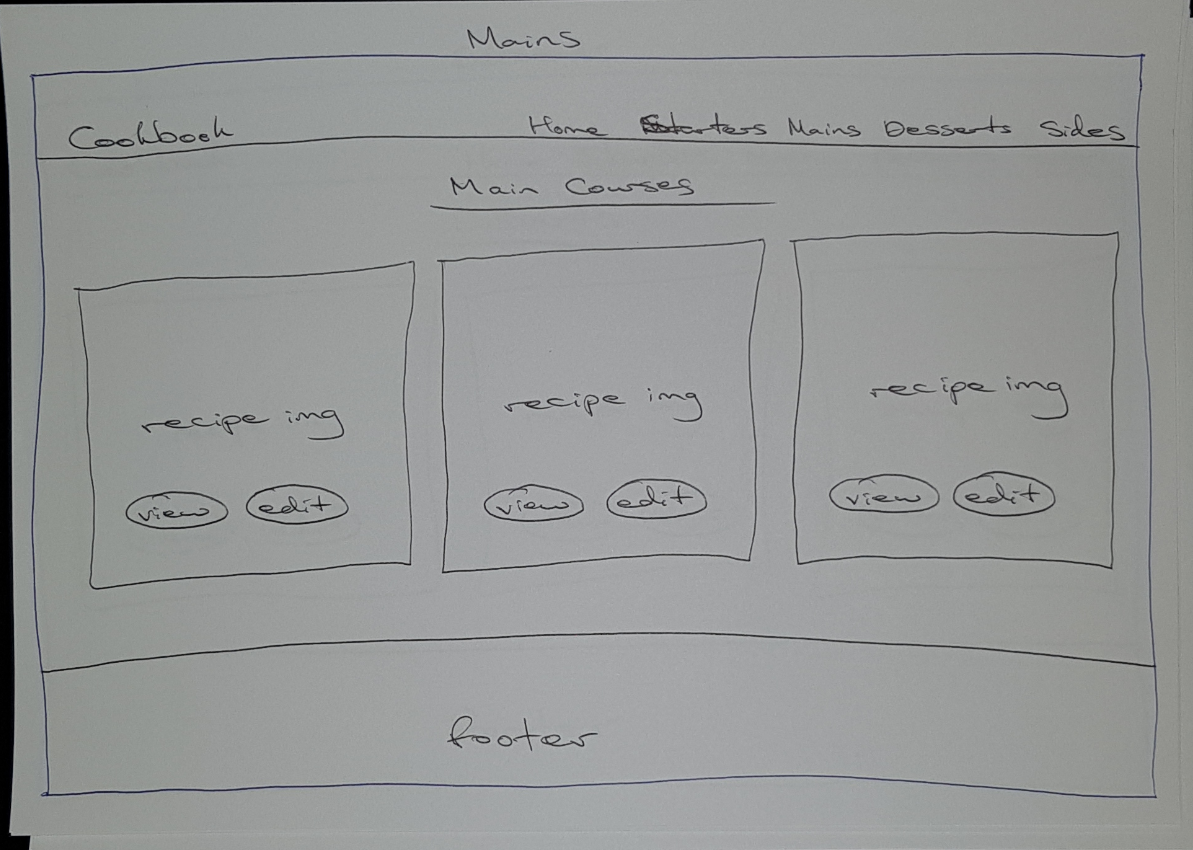 Mains
Cookbook Home Starters Mains Desserts Sides
Main Courses
recipe img recipe img recipe img
view edit view edit view edit
footer